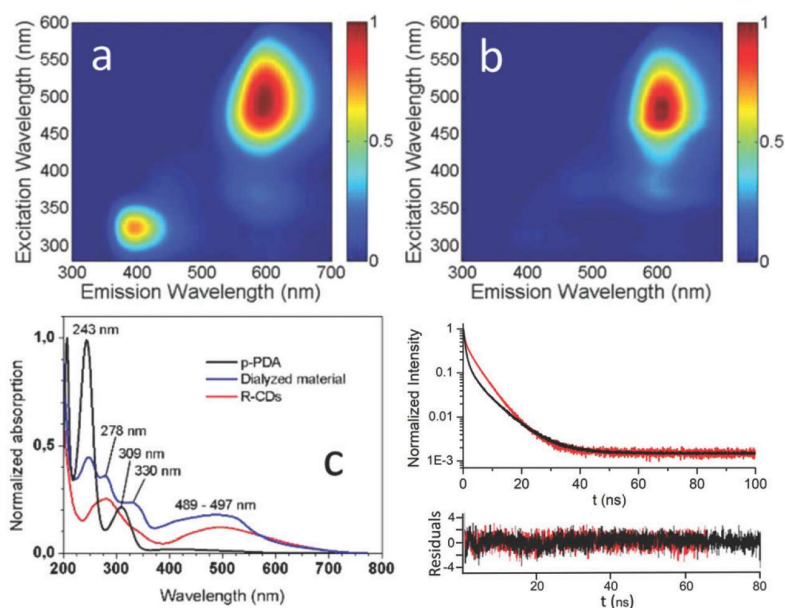 600
550
500
450
400
350
300
Excitation Wavelength (nm)
a
300 400 500 600 700
Emission Wavelength (nm)
1
0.5
0
600
550
500
450
400
350
300
Excitation Wavelength (nm)
b
300 400 500 600
Emission Wavelength (nm)
1
0.5
0
1,0
0,5
0,0
Normalized absorption
243 nm
p-PDA
Dialyzed material
R-CDs
278 nm
309 nm
330 nm
489 - 497 nm
c
200 300 400 500 600 700 800
Wavelength (nm)
1
0.1
0.01
1E-3
Normalized Intensity
0 20 40 60 80 100
t (ns)
4
2
0
-2
-4
Residuals
20 40 60 80
t (ns)